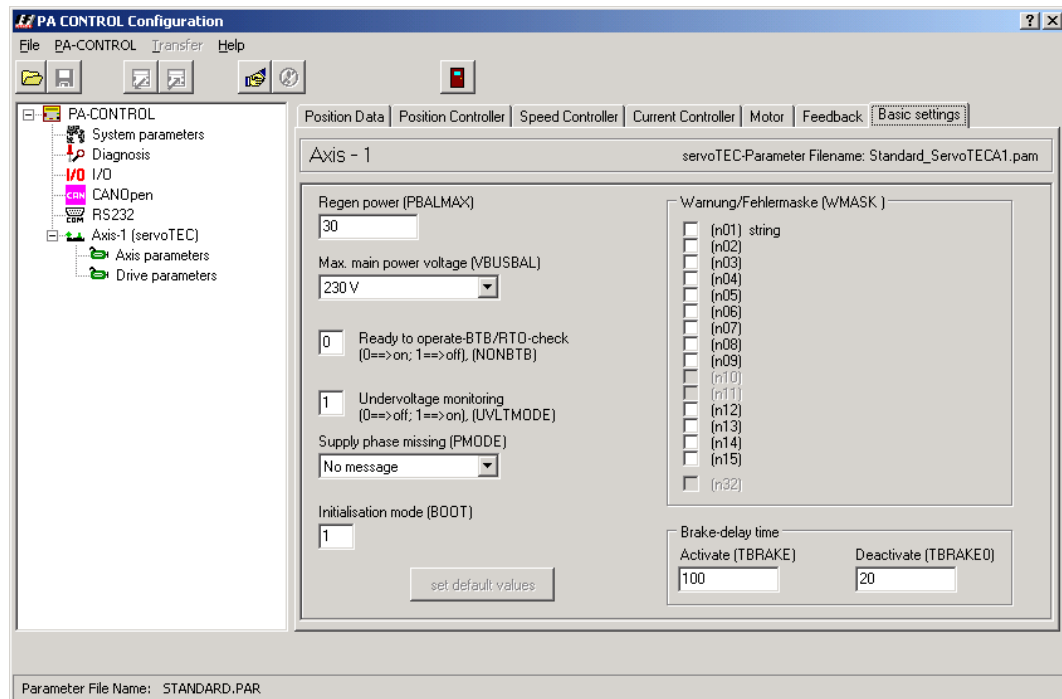 PA CONTROL Configuration
File PA-CONTROL Transfer Help
PA-CONTROL
System parameters
Diagnosis
I/O I/O
CAN CANOpen
COM RS232
Axis-1 (servoTEC)
Axis parameters
Drive parameters
Position Data Position Controller Speed Controller Current Controller Motor Feedback Basic settings
Axis - 1 servoTEC-Parameter Filename: Standard_ServoTECA1.pam
Regen power (PBALMAX)
30
Max. main power voltage (VBUSBAL)
230 V
0 Ready to operate-BTB/RTO-check
(0==>on; 1==>off), (NONBTB)
1 Undervoltage monitoring
(0==>off; 1==>on), (UVLTMODE)
Supply phase missing (PMODE)
No message
Initialisation mode (BOOT)
1
set default values
Warnung/Fehlermaske (WMASK )
(n01) string
(n02)
(n03)
(n04)
(n05)
(n06)
(n07)
(n08)
(n09)
(n10)
(n11)
(n12)
(n13)
(n14)
(n15)
(n32)
Brake-delay time
Activate (TBRAKE) Deactivate (TBRAKE0)
100 20
Parameter File Name: STANDARD.PAR